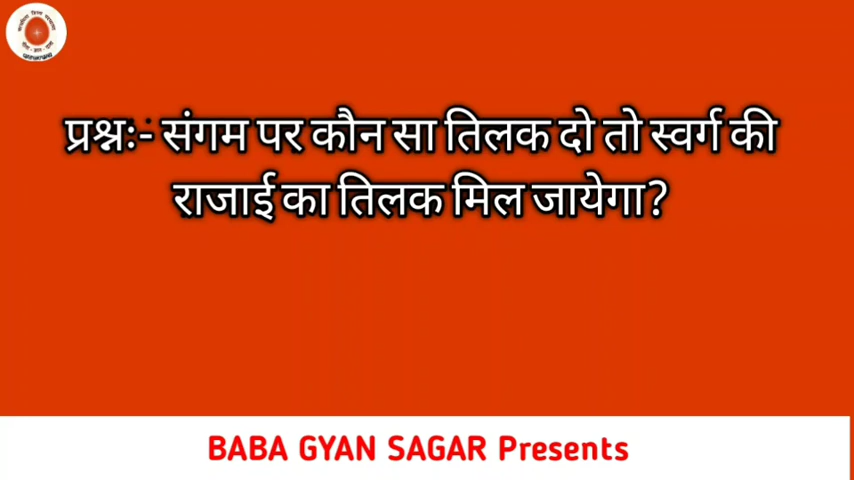 प्रश्नः- संगम पर कौन सा तिलक दो तो स्वर्ग की
राजाई का तिलक मिल जायेगा?
BABA GYAN SAGAR Presents